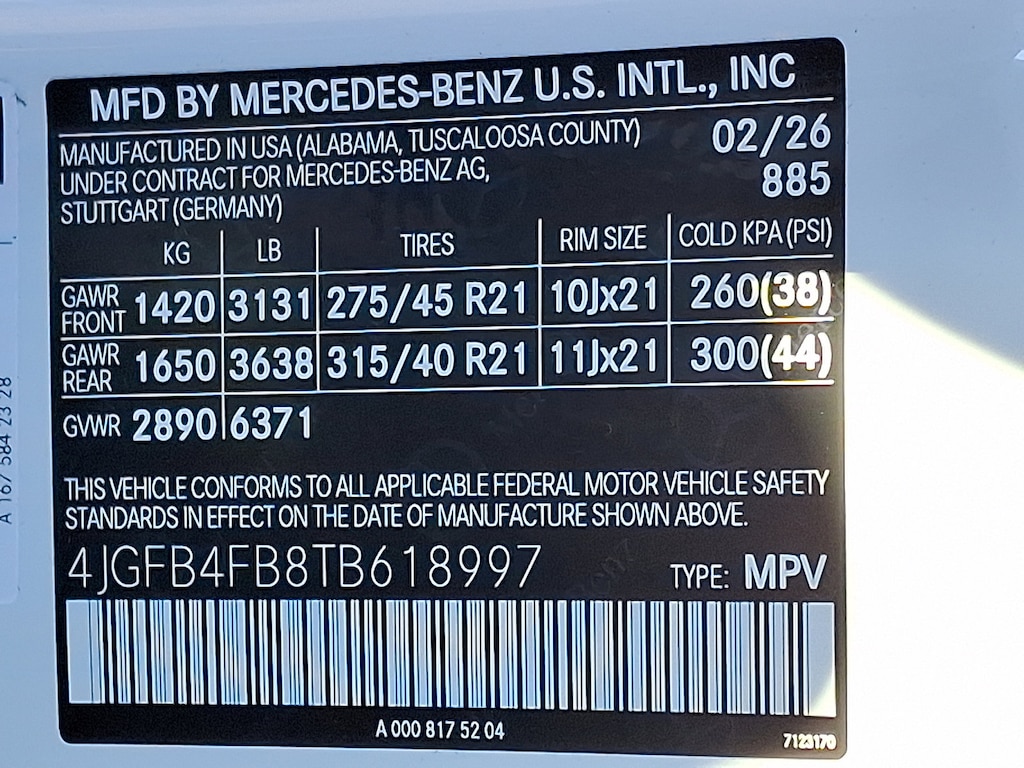 MFD BY MERCEDES-BENZ U.S. INTL., INC
MANUFACTURED IN USA (ALABAMA, TUSCALOOSA COUNTY) 02/26
UNDER CONTRACT FOR MERCEDES-BENZ AG, 885
STUTTGART (GERMANY)
KG LB TIRES RIM SIZE COLD KPA (PSI)
GAWR FRONT 1420 3131 275/45 R21 10Jx21 260(38)
GAWR REAR 1650 3638 315/40 R21 11Jx21 300(44)
GVWR 2890 6371
THIS VEHICLE CONFORMS TO ALL APPLICABLE FEDERAL MOTOR VEHICLE SAFETY
STANDARDS IN EFFECT ON THE DATE OF MANUFACTURE SHOWN ABOVE.
4JGFB4FB8TB618997 TYPE: MPV
A 000 817 52 04
7123170
A 167 584 23 28